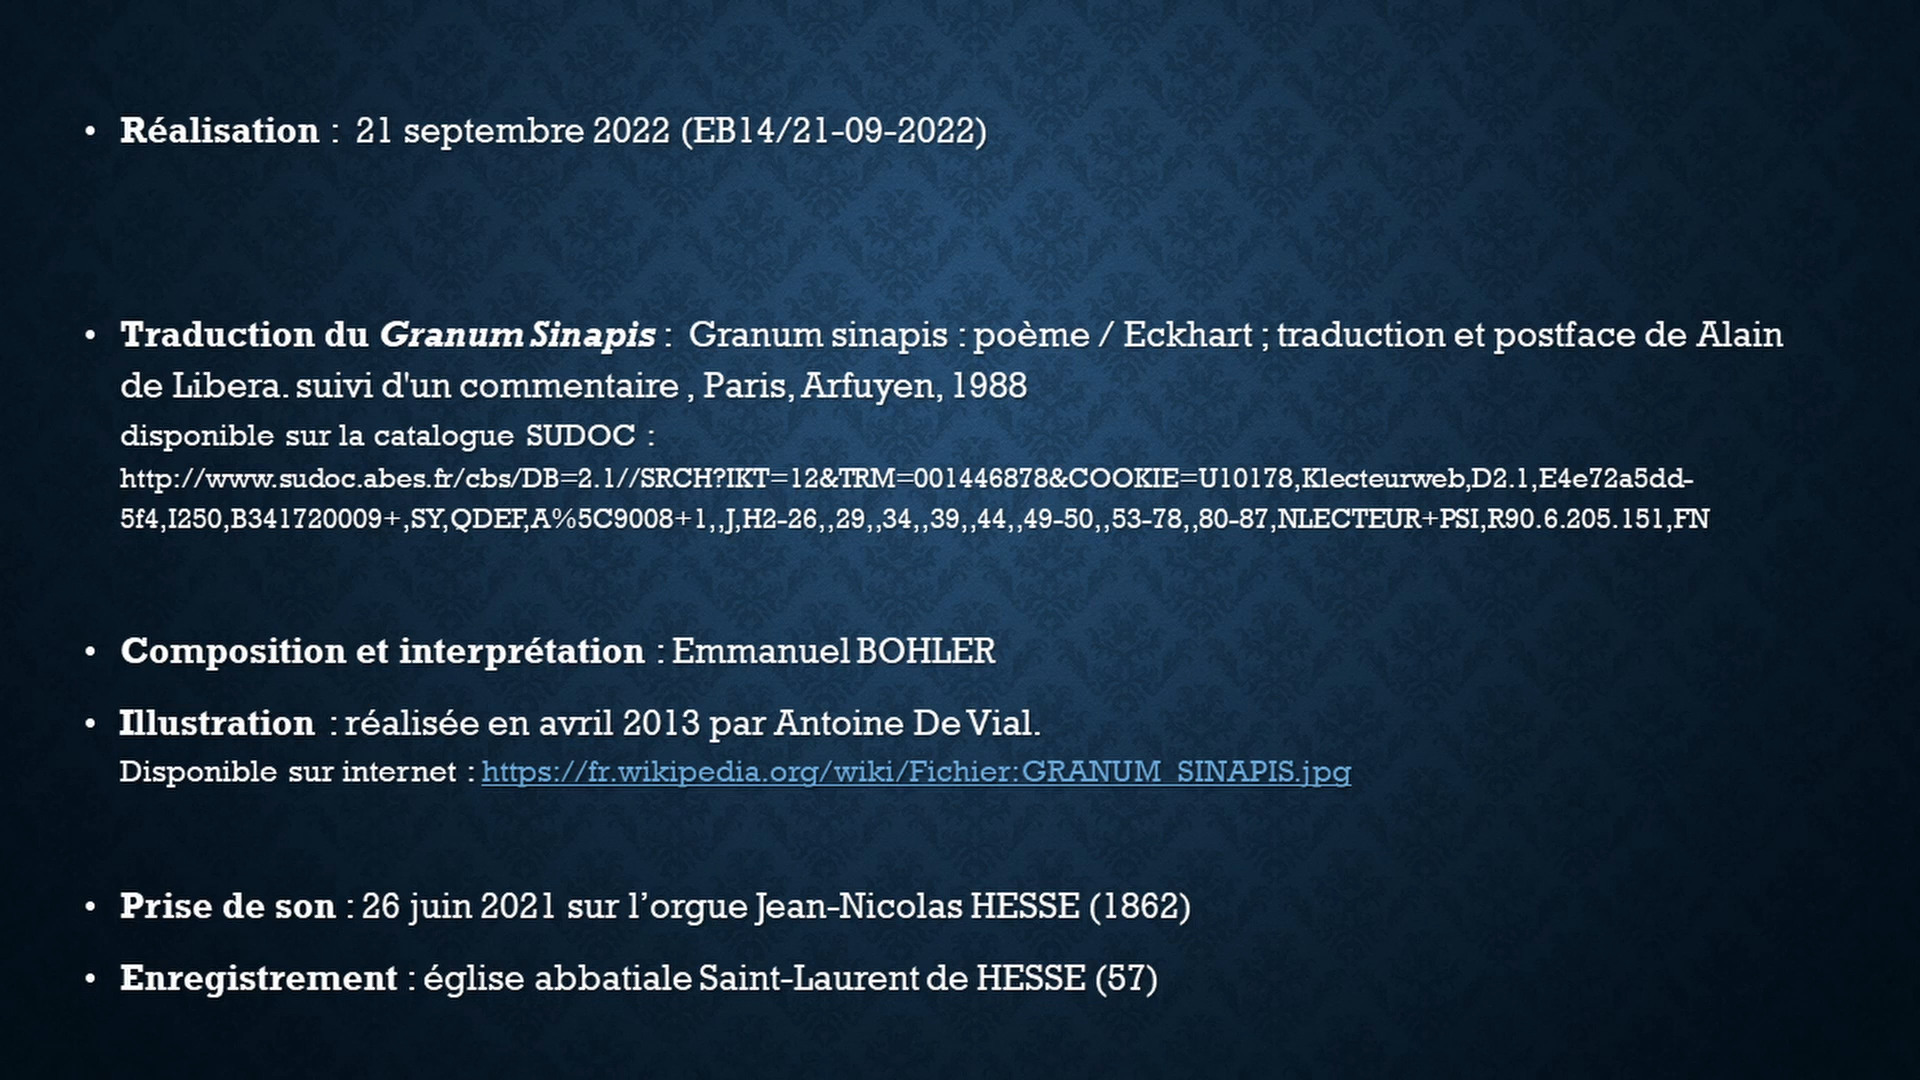 • Réalisation : 21 septembre 2022 (EB14/21-09-2022)
• Traduction du Granum Sinapis : Granum sinapis : poème / Eckhart ; traduction et postface de Alain
de Libera. suivi d'un commentaire , Paris, Arfuyen, 1988
disponible sur la catalogue SUDOC :
http://www.sudoc.abes.fr/cbs/DB=2.1//SRCH?IKT=12&TRM=001446878&COOKIE=U10178,Klecteurweb,D2.1,E4e72a5dd-
5f4,I250,B341720009+,SY,QDEF,A%5C9008+1,,J,H2-26,,29,,34,,39,,44,,49-50,,53-78,,80-87,NLECTEUR+PSI,R90.6.205.151,FN
• Composition et interprétation : Emmanuel BOHLER
• Illustration : réalisée en avril 2013 par Antoine De Vial.
Disponible sur internet : https://fr.wikipedia.org/wiki/Fichier:GRANUM_SINAPIS.jpg
• Prise de son : 26 juin 2021 sur l’orgue Jean-Nicolas HESSE (1862)
• Enregistrement : église abbatiale Saint-Laurent de HESSE (57)